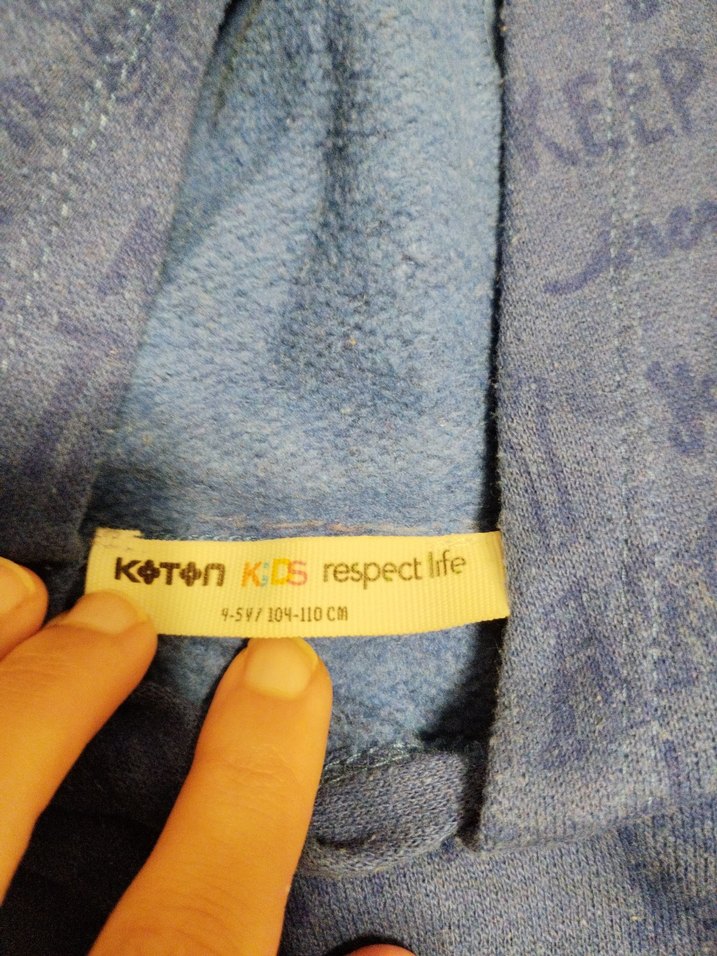 KEEP
KOTON KiDS respect life
4-5Y/ 104-110 CM